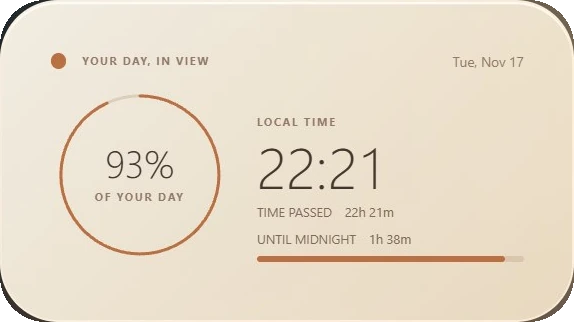 YOUR DAY, IN VIEW
Tue, Nov 17
93%
OF YOUR DAY
LOCAL TIME
22:21
TIME PASSED 22h 21m
UNTIL MIDNIGHT 1h 38m